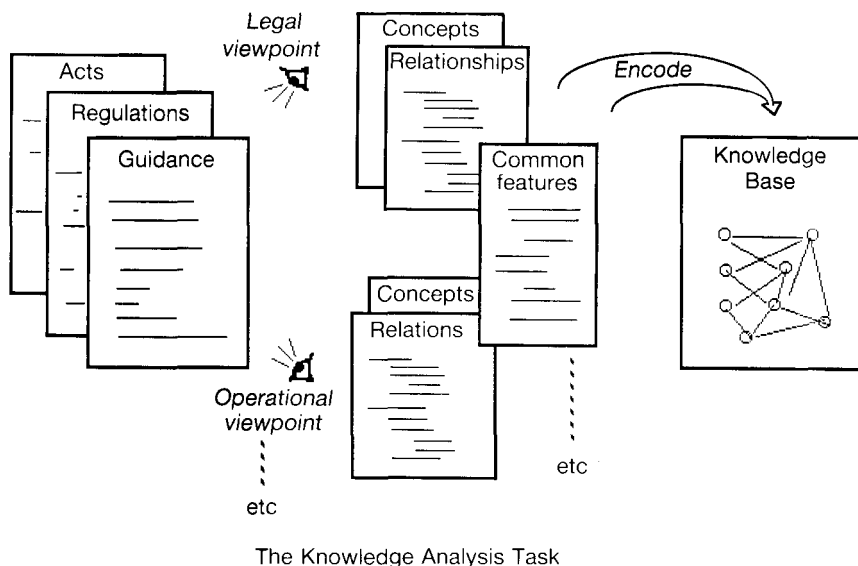 Acts
Regulations
Guidance
Legal
viewpoint
Operational
viewpoint
etc
Concepts
Relationships
Common
features
Concepts
Relations
etc
Encode
Knowledge
Base
The Knowledge Analysis Task